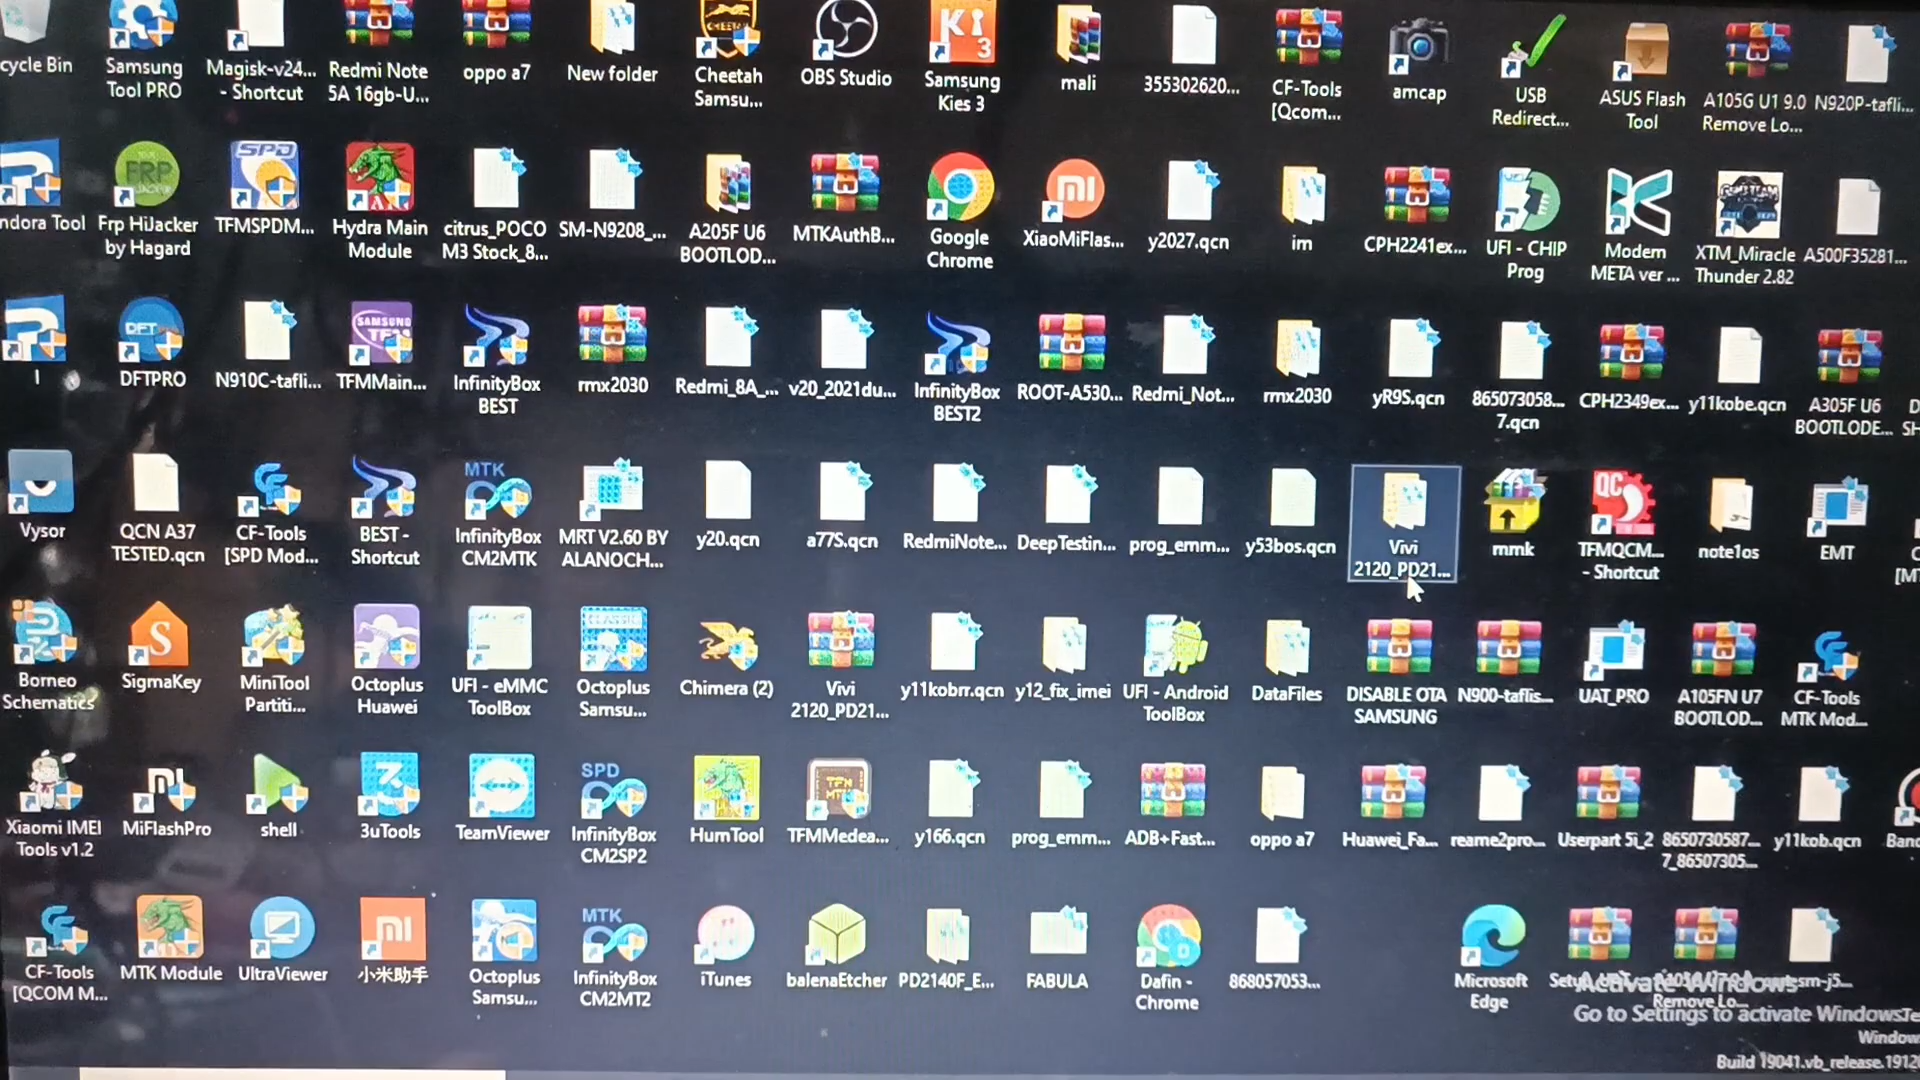 cycle Bin
Samsung
Tool PRO
Magisk-v24...
- Shortcut
Redmi Note
5A 16gb-U...
oppo a7
New folder
Cheetah
Samsu...
OBS Studio
Samsung
Kies 3
mali
355302620...
CF-Tools
[Qcom...
amcap
USB
Redirect...
ASUS Flash
Tool
A105G U1 9.0
Remove Lo...
N920P-tafli...
ndora Tool
Frp HiJacker
by Hagard
TFMSPDM...
Hydra Main
Module
citrus_POCO
M3 Stock_8...
SM-N9208_...
A205F U6
BOOTLOD...
MTKAuthB...
Google
Chrome
XiaoMiFlas...
y2027.qcn
im
CPH2241ex...
UFI - CHIP
Prog
Modem
META ver ...
XTM_Miracle
Thunder 2.82
A500F35281...
DFTPRO
N910C-tafli...
TFMMain...
InfinityBox
BEST
rmx2030
Redmi_8A_...
v20_2021du...
InfinityBox
BEST2
ROOT-A530...
Redmi_Not...
rmx2030
yR9S.qcn
865073058...
7.qcn
CPH2349ex...
y11kobe.qcn
A305F U6
BOOTLODE...
Vysor
QCN A37
TESTED.qcn
CF-Tools
[SPD Mod...
BEST -
Shortcut
InfinityBox
CM2MTK
MRT V2.60 BY
ALANOCH...
y20.qcn
a77S.qcn
RedmiNote...
DeepTestin...
prog_emm...
y53bos.qcn
Vivi
2120_PD21...
mmk
TFMQCM...
- Shortcut
note1os
EMT
Borneo
Schematics
SigmaKey
MiniTool
Partiti...
Octoplus
Huawei
UFI - eMMC
ToolBox
Octoplus
Samsu...
Chimera (2)
Vivi
2120_PD21...
y11kobrr.qcn
y12_fix_imei
UFI - Android
ToolBox
DataFiles
DISABLE OTA
SAMSUNG
N900-taflis...
UAT_PRO
A105FN U7
BOOTLOD...
CF-Tools
MTK Mod...
Xiaomi IMEI
Tools v1.2
MiFlashPro
shell
3uTools
TeamViewer
InfinityBox
CM2SP2
HumTool
TFMMedea...
y166.qcn
prog_emm...
ADB+Fast...
oppo a7
Huawei_Fa...
reame2pro...
Userpart 5i_2
8650730587...
7_86507305...
y11kob.qcn
CF-Tools
[QCOM M...
MTK Module
UltraViewer
小米助手
Octoplus
Samsu...
InfinityBox
CM2MT2
iTunes
balenaEtcher
PD2140F_E...
FABULA
Dafin -
Chrome
868057053...
Microsoft
Edge
Remove Lo...
Activate Windows
Go to Settings to activate Windows
Build 19041.vb_release.1912